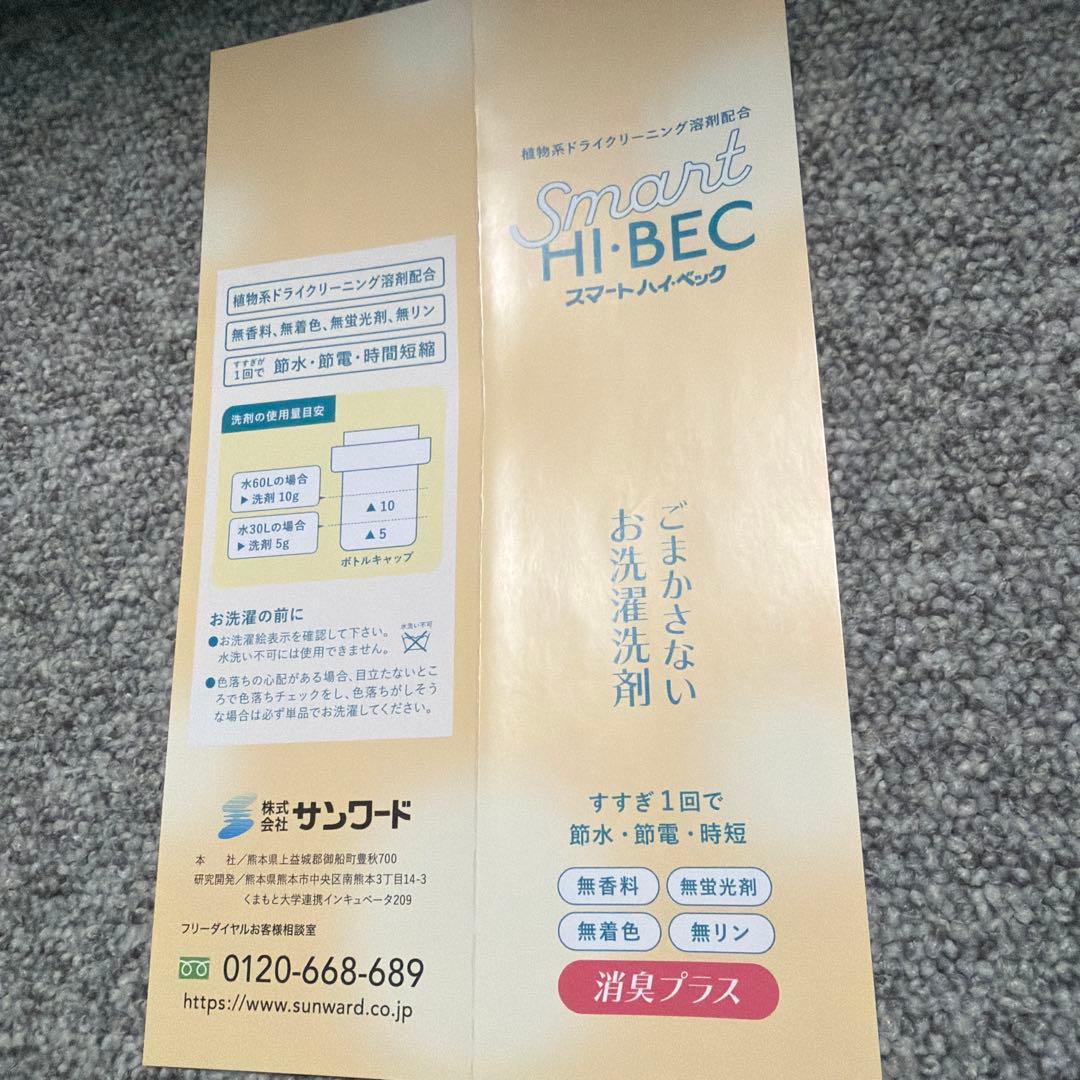 植物系ドライクリーニング溶剤配合
無香料、無着色、無蛍光剤、無リン
すすぎが
1回で 節水・節電・時間短縮
洗剤の使用量目安
水60Lの場合
▶洗剤 10g
水30Lの場合
▶洗剤 5g
▲10
▲5
ボトルキャップ
お洗濯の前に
●お洗濯絵表示を確認して下さい。
水洗い不可には使用できません。
水洗い不可
●色落ちの心配がある場合、目立たないとこ
ろで色落ちチェックをし、色落ちがしそう
な場合は必ず単品でお洗濯してください。
株式
会社 サンワード
本 社／熊本県上益城郡御船町豊秋700
研究開発／熊本県熊本市中央区南熊本3丁目14-3
くまもと大学連携インキュベータ209
フリーダイヤルお客様相談室
0120-668-689
https://www.sunward.co.jp
植物系ドライクリーニング溶剤配合
Smart
HI・BEC
スマートハイ・ベック
ごまかさない
お洗濯洗剤
すすぎ1回で
節水・節電・時短
無香料
無蛍光剤
無着色
無リン
消臭プラス